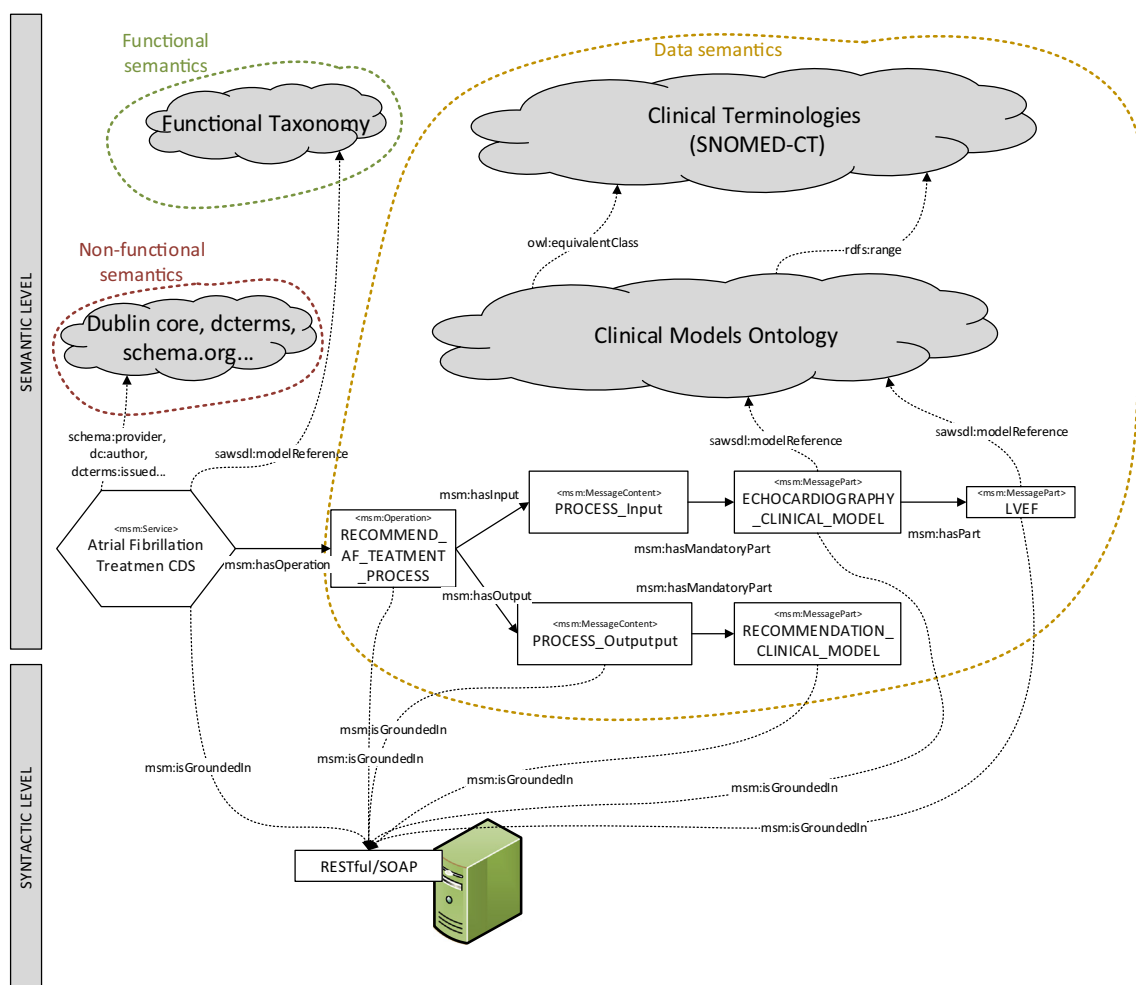 Functional
semantics
Data semantics
Functional Taxonomy
Clinical Terminologies
(SNOMED-CT)
owl:equivalentClass
rdfs:range
Non-functional
semantics
Dublin core, dcterms,
schema.org...
Clinical Models Ontology
SEMANTIC LEVEL
schema:provider,
dc:author,
dcterms:issued...
sawsdl:modelReference
sawsdl:modelReference
sawsdl:modelReference
<msm:Service>
Atrial Fibrillation
Treatmen CDS
msm:hasOperation
<msm:Operation>
RECOMMEND_
AF_TEATMENT
_PROCESS
msm:hasInput
<msm:MessageContent>
PROCESS_Input
msm:hasMandatoryPart
<msm:MessagePart>
ECHOCARDIOGRAPHY
_CLINICAL_MODEL
msm:hasPart
<msm:MessagePart>
LVEF
msm:hasOutput
<msm:MessageContent>
PROCESS_Outputput
msm:hasMandatoryPart
<msm:MessagePart>
RECOMMENDATION_
CLINICAL_MODEL
SYNTACTIC LEVEL
msm:isGroundedIn
msm:isGroundedIn
msm:isGroundedIn
msm:isGroundedIn
msm:isGroundedIn
msm:isGroundedIn
RESTful/SOAP